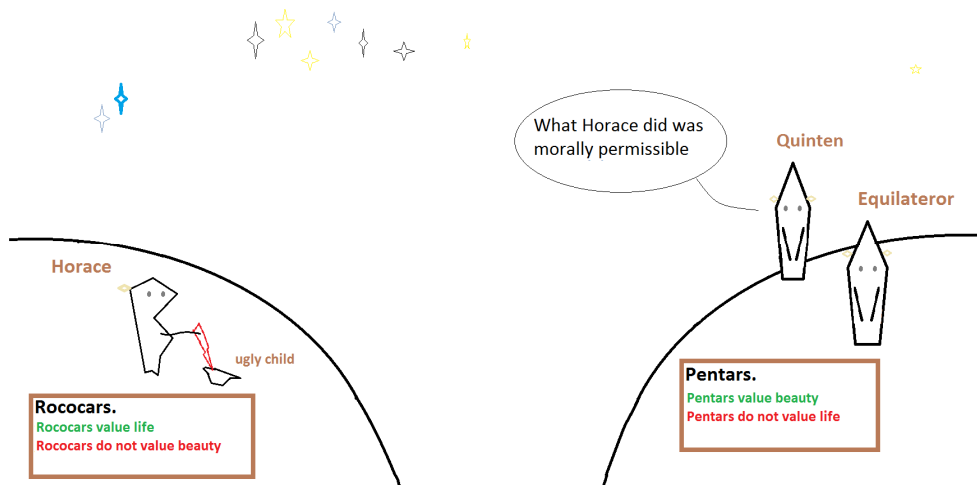 What Horace did was
morally permissible
Quinten
Equilateror
Horace
ugly child
Rococars.
Rococars value life
Rococars do not value beauty
Pentars.
Pentars value beauty
Pentars do not value life